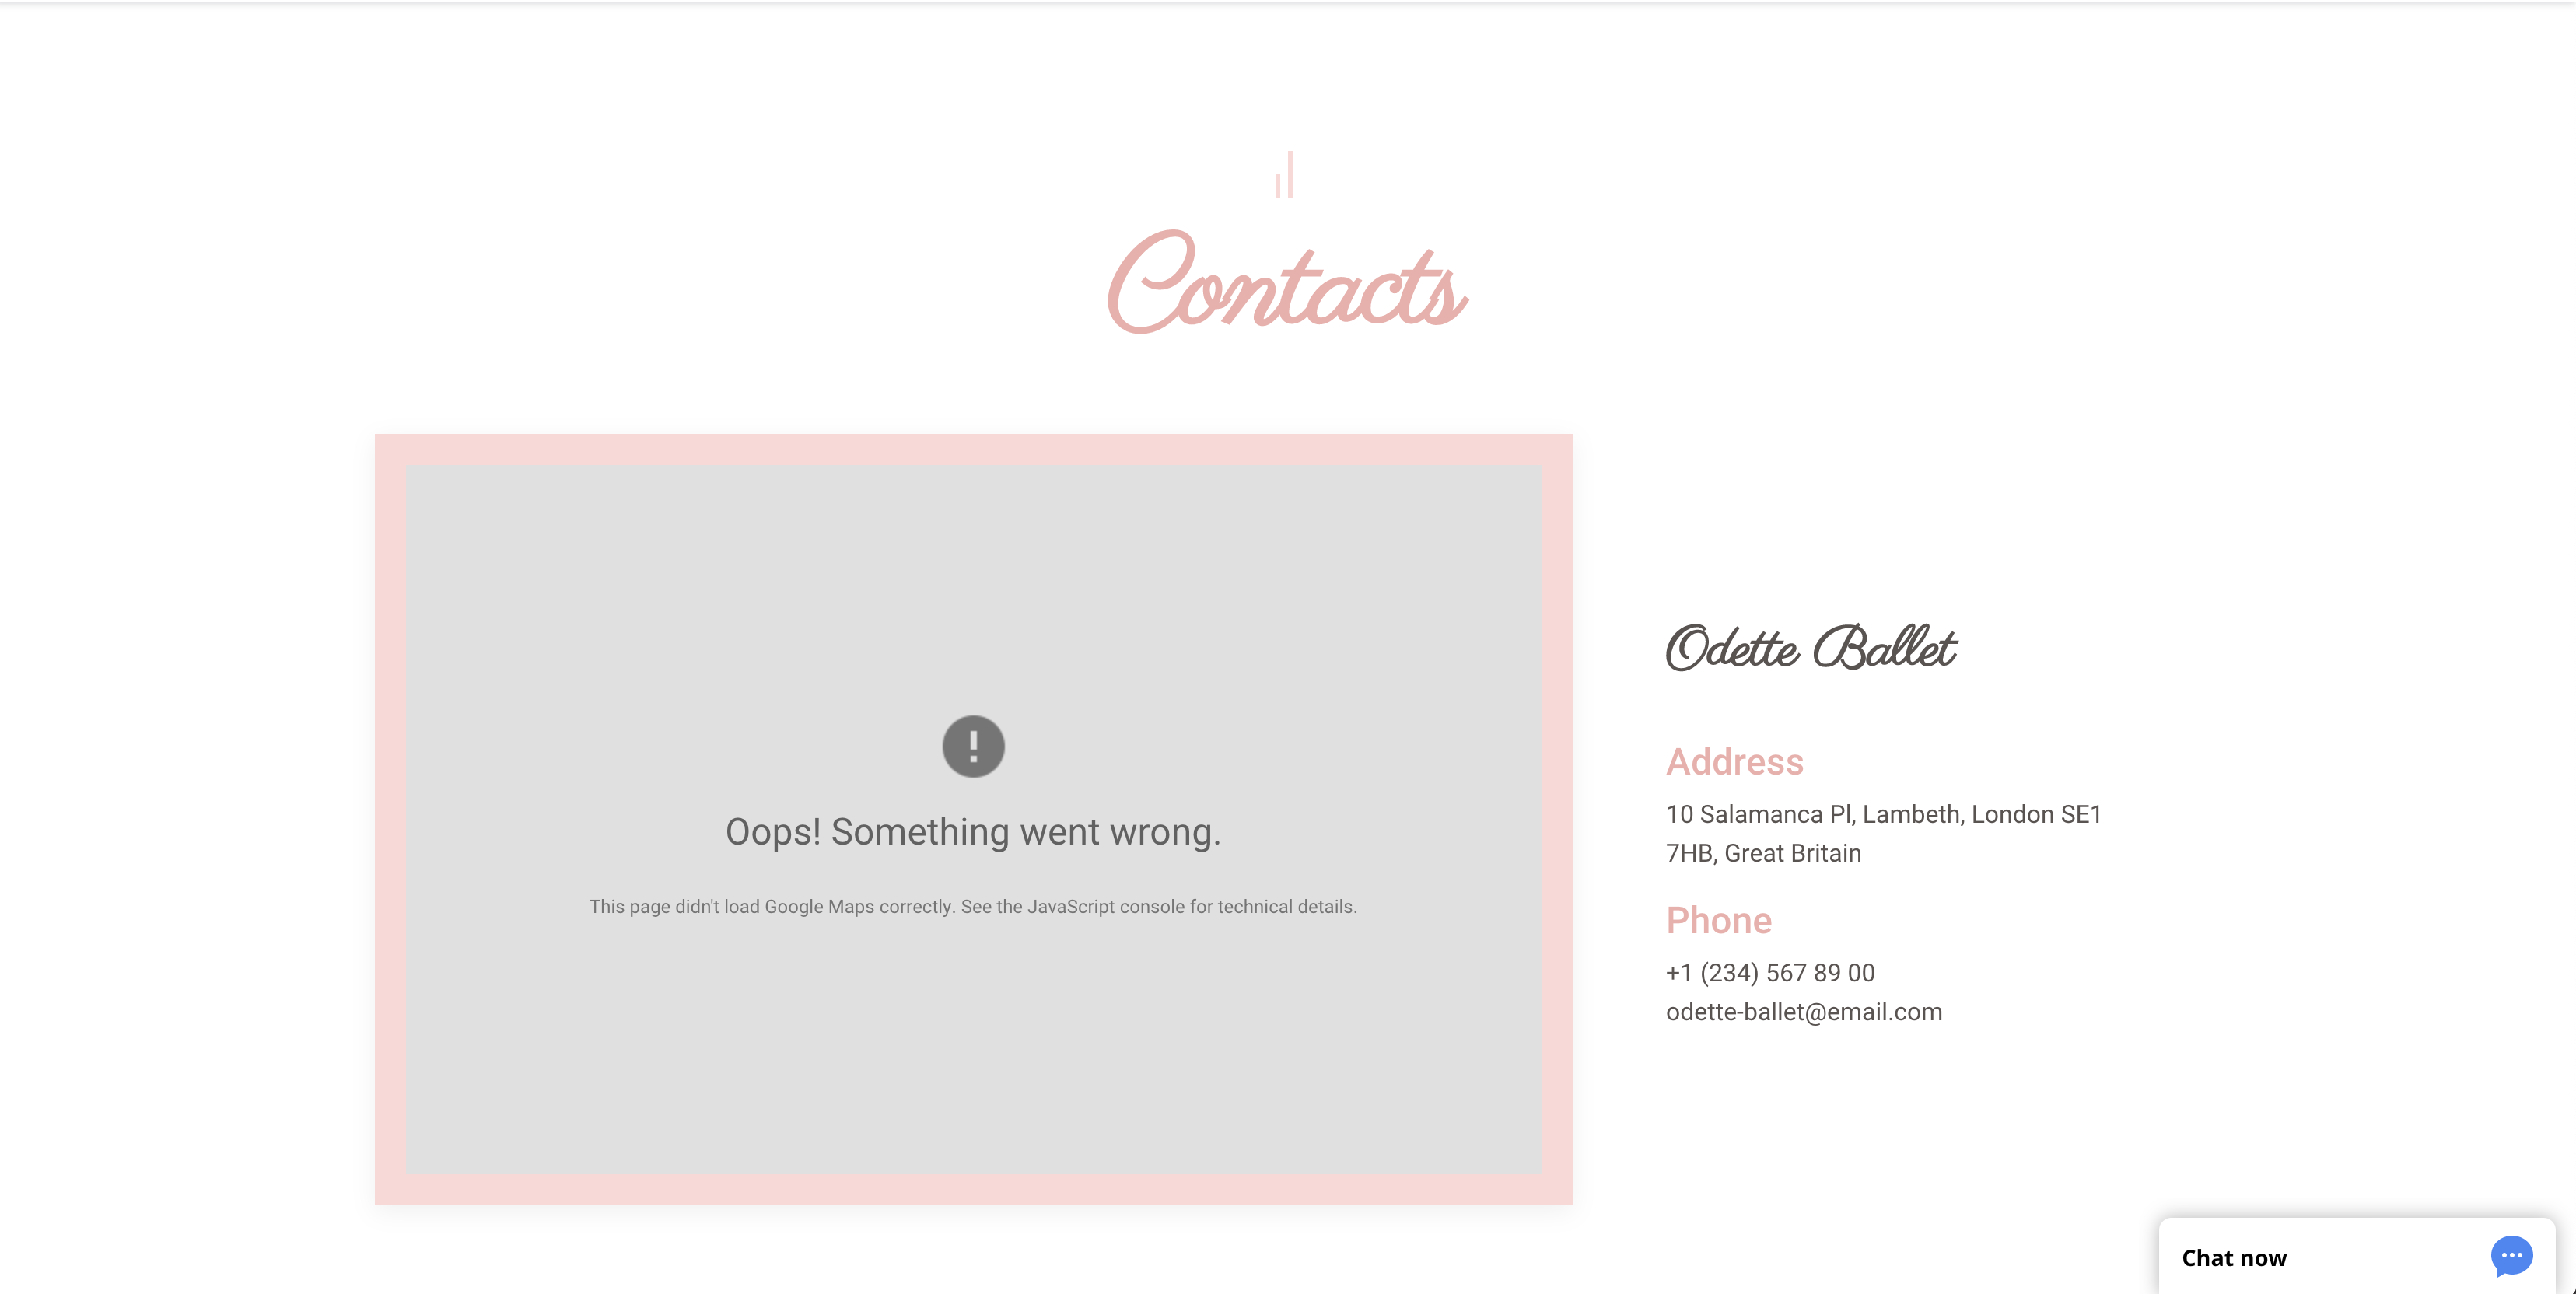 Contacts
Oops! Something went wrong.
This page didn't load Google Maps correctly. See the JavaScript console for technical details.
Odette Ballet
Address
10 Salamanca Pl, Lambeth, London SE1
7HB, Great Britain
Phone
+1 (234) 567 89 00
odette-ballet@email.com
Chat now